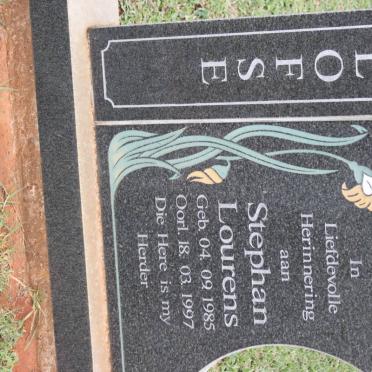 LOFSE
In
Liefdevolle
Herinnering
aan
Stephan
Lourens
Geb. 04. 09. 1985
Oorl. 18. 03. 1997
Die Here is my
Herder